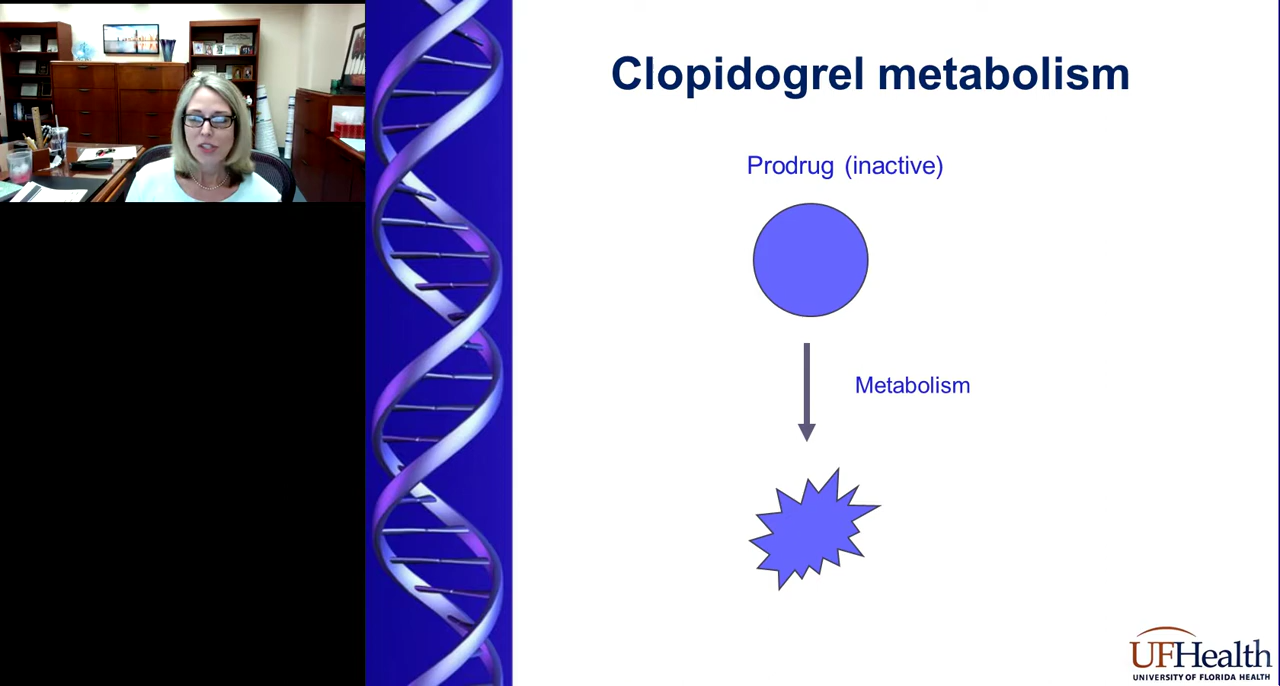 Clopidogrel metabolism
Prodrug (inactive)
Metabolism
UFHealth
UNIVERSITY OF FLORIDA HEALTH